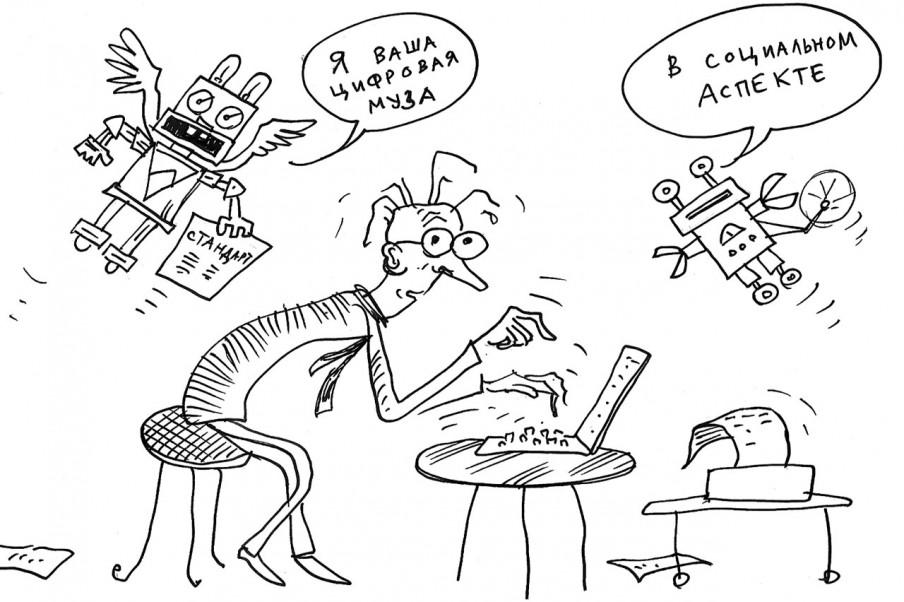 Я ВАША
ЦИФРОВАЯ
МУЗА
В СОЦИАЛЬНОМ
АСПЕКТЕ
СТАНДАРТ